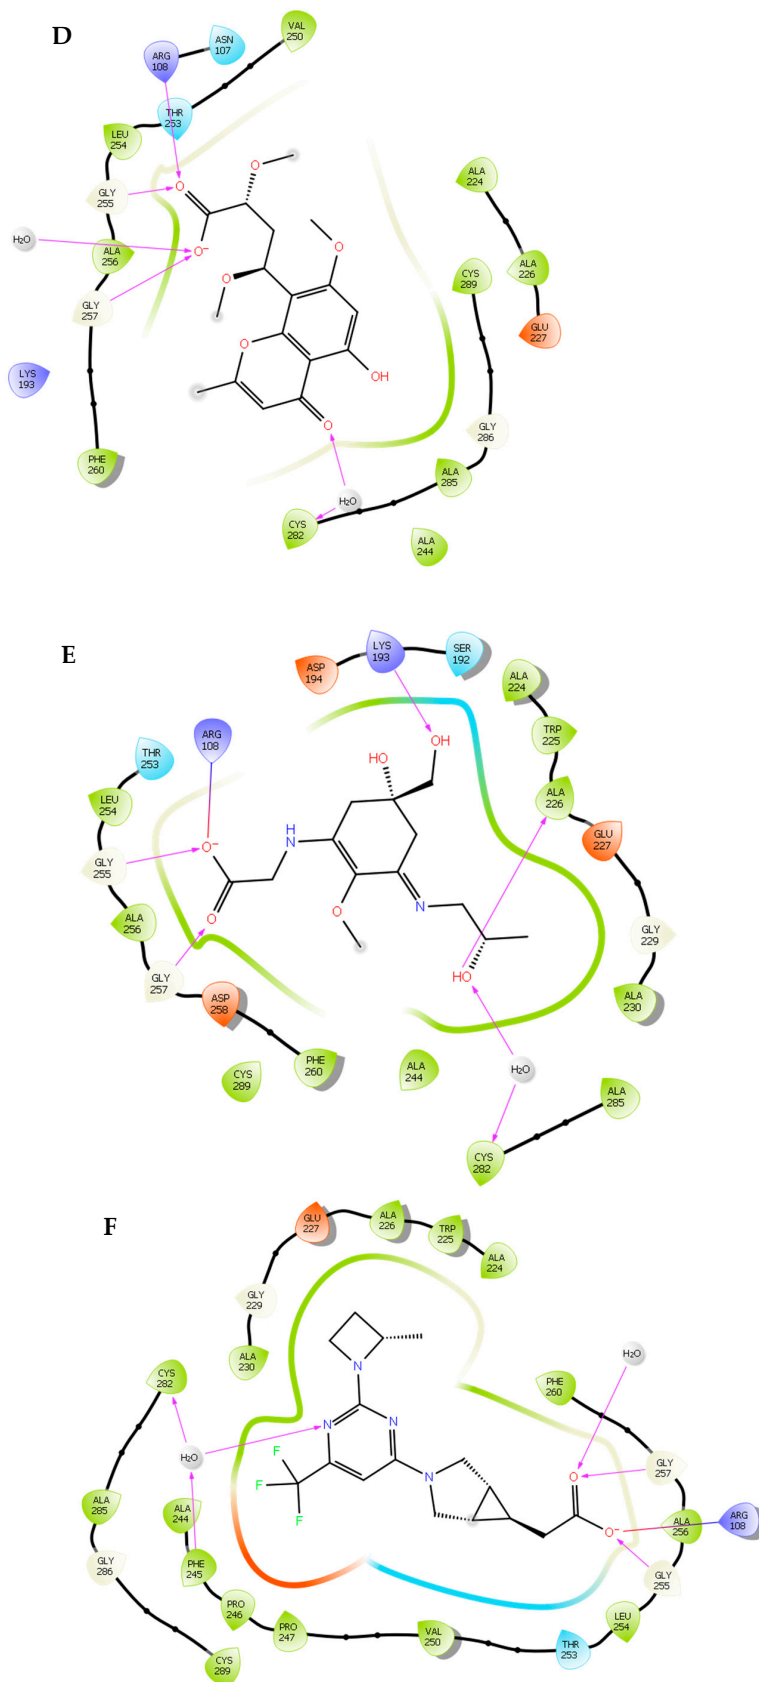 D
VAL
250
ASN
107
ARG
108
THR
253
LEU
254
GLY
255
H₂O
ALA
256
GLY
257
LYS
193
PHE
260
O
O⁻
O
O
O
O
OH
O
ALA
224
ALA
226
CYS
289
GLU
227
GLY
286
ALA
285
H₂O
CYS
282
ALA
244
E
LYS
193
SER
192
ASP
194
ALA
224
TRP
225
ALA
226
GLU
227
GLY
229
ALA
230
ARG
108
THR
253
LEU
254
GLY
255
ALA
256
GLY
257
ASP
258
PHE
260
CYS
289
ALA
244
OH
HO
H
N
O⁻
O
O
N
HO
H₂O
ALA
285
CYS
282
F
GLU
227
ALA
226
TRP
225
ALA
224
GLY
229
ALA
230
CYS
282
H₂O
PHE
260
N
N
N
N
F
F
F
O
O⁻
GLY
257
ALA
256
ARG
108
GLY
255
LEU
254
THR
253
VAL
250
PRO
247
PRO
246
PHE
245
ALA
244
H₂O
ALA
285
GLY
286
CYS
289